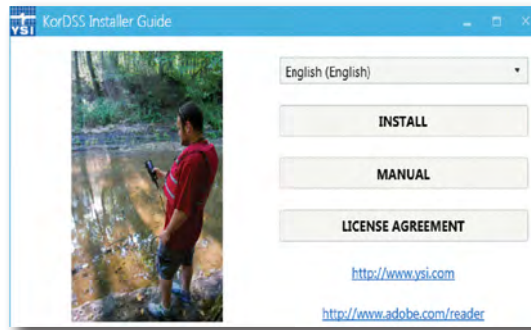 YSI
KorDSS Installer Guide
English (English)
INSTALL
MANUAL
LICENSE AGREEMENT
http://www.ysi.com
http://www.adobe.com/reader